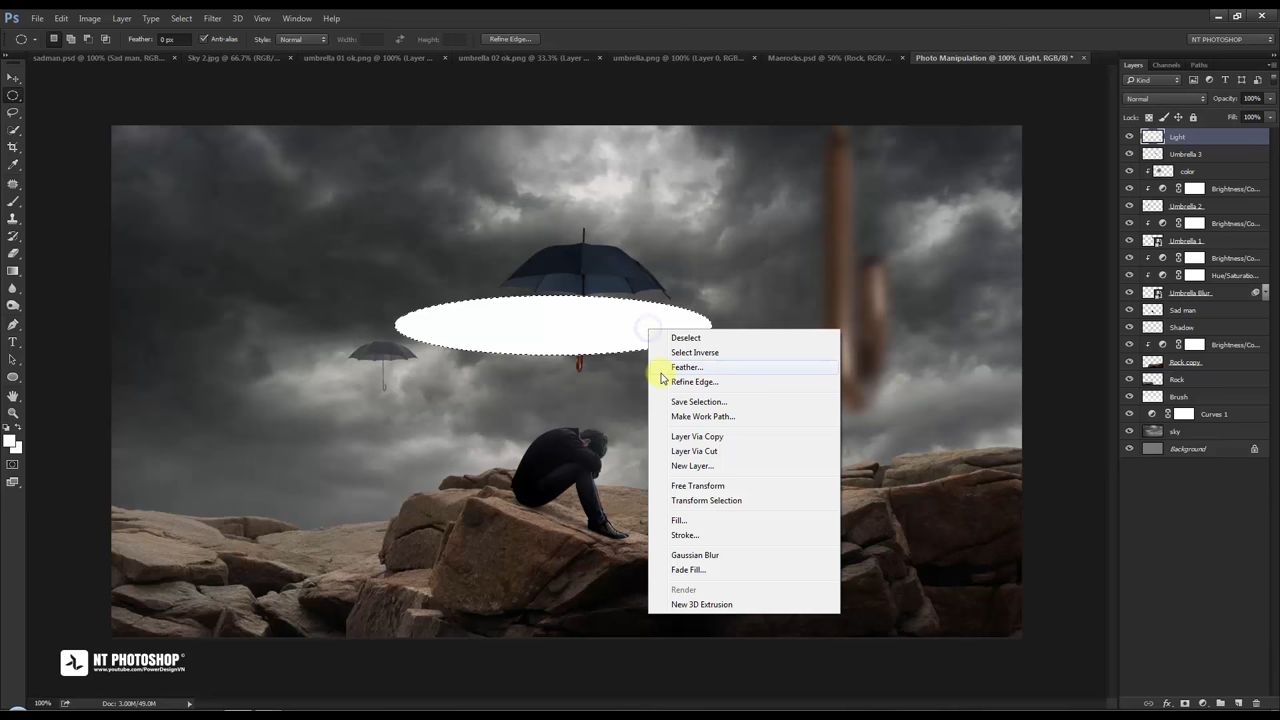 Ps File Edit Image Layer Type Select Filter 3D View Window Help
Feather: 0 px Anti-alias Style: Normal Width: Height: Refine Edge... NT PHOTOSHOP
sadman.psd @ 100% (Sad man, RGB... × Sky 2.jpg @ 66.7% (RGB/... × umbrella 01 ok.png @ 100% (Layer ... × umbrella 02 ok.png @ 33.3% (Layer ... × umbrella.png @ 100% (Layer 0, RGB... × Maerocks.psd @ 50% (Rock, RGB/... × Photo Manipulation @ 100% (Light, RGB/8) * ×
Layers Channels Paths
Kind
Normal Opacity: 100%
Lock: Fill: 100%
Light
Umbrella 3
color
Brightness/Co...
Umbrella 2
Brightness/Co...
Umbrella 1
Brightness/Co...
Hue/Saturatio...
Umbrella Blur
Sad man
Shadow
Brightness/Co...
Rock copy
Rock
Brush
Curves 1
sky
Background
Deselect
Select Inverse
Feather...
Refine Edge...
Save Selection...
Make Work Path...
Layer Via Copy
Layer Via Cut
New Layer...
Free Transform
Transform Selection
Fill...
Stroke...
Gaussian Blur
Fade Fill...
Render
New 3D Extrusion
NT PHOTOSHOP ©
www.youtube.com/PowerDesignVN
100% Doc: 3.00M/49.0M